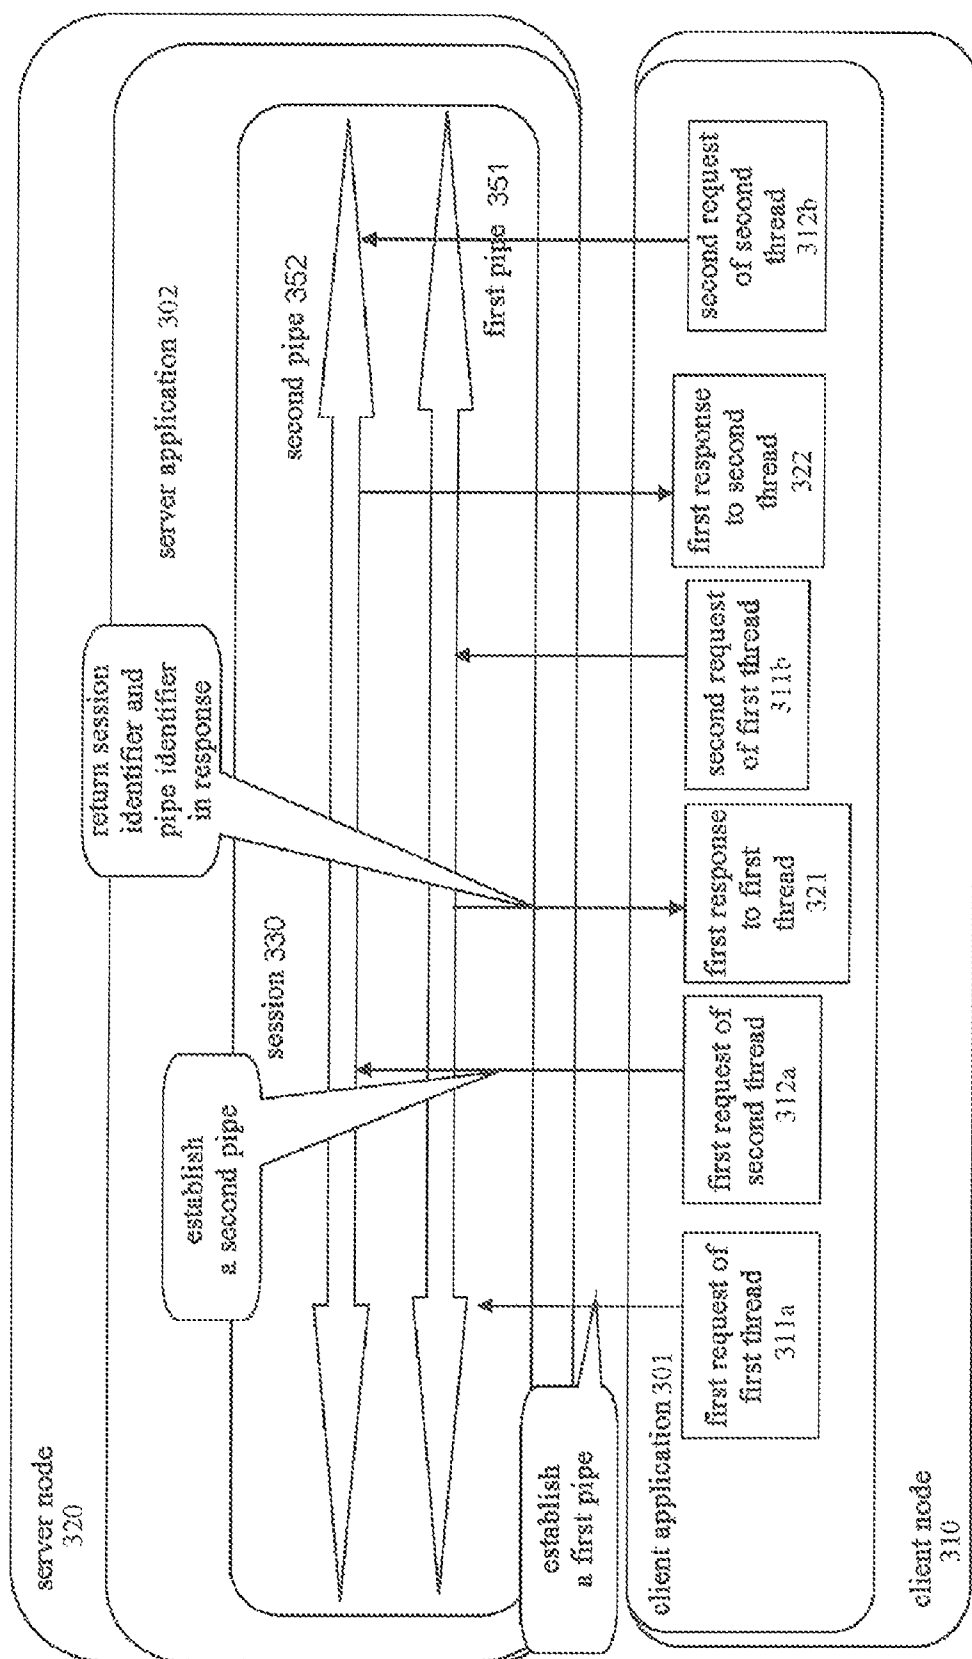 server node
320
server application 302
return session
identifier and
pipe identifier
in response
establish
a second pipe
session 330
second pipe 352
first pipe 351
establish
a first pipe
client application 301
first request of
first thread
311a
first request of
second thread
312a
first response
to first
thread
321
second request
of first thread
311b
first response
to second
thread
322
second request
of second
thread
312b
client node
310